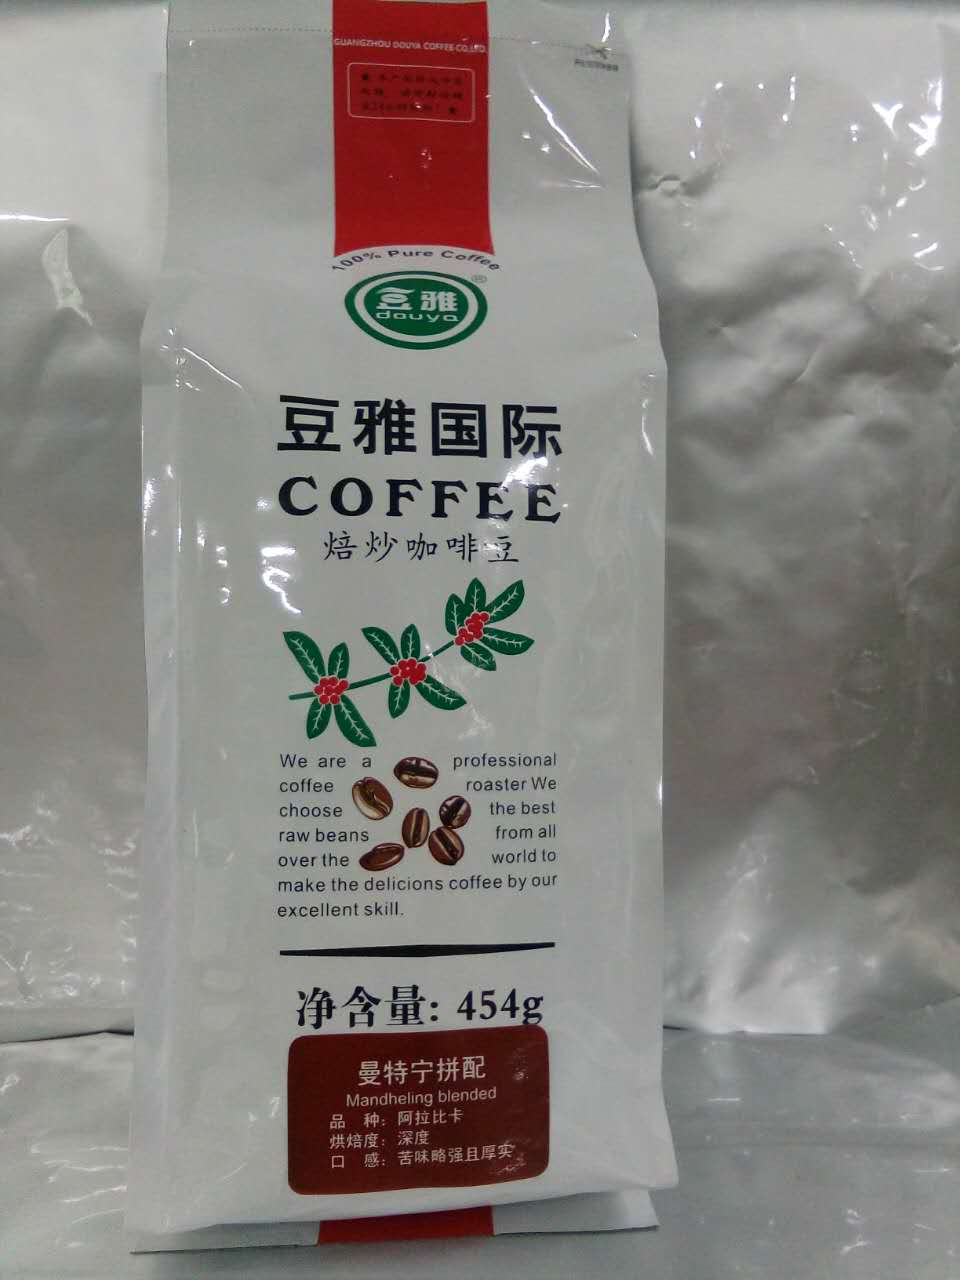 GUANGZHOU DOUYA COFFEE CO.,LTD.
100% Pure Coffee
豆雅
douya
豆雅国际
COFFEE
焙炒咖啡豆
We are a professional
coffee roaster We
choose the best
raw beans from all
over the world to
make the delicions coffee by our
excellent skill.
净含量: 454g
曼特宁拼配
Mandheling blended
品 种: 阿拉比卡
烘焙度: 深度
口 感: 苦味略强且厚实